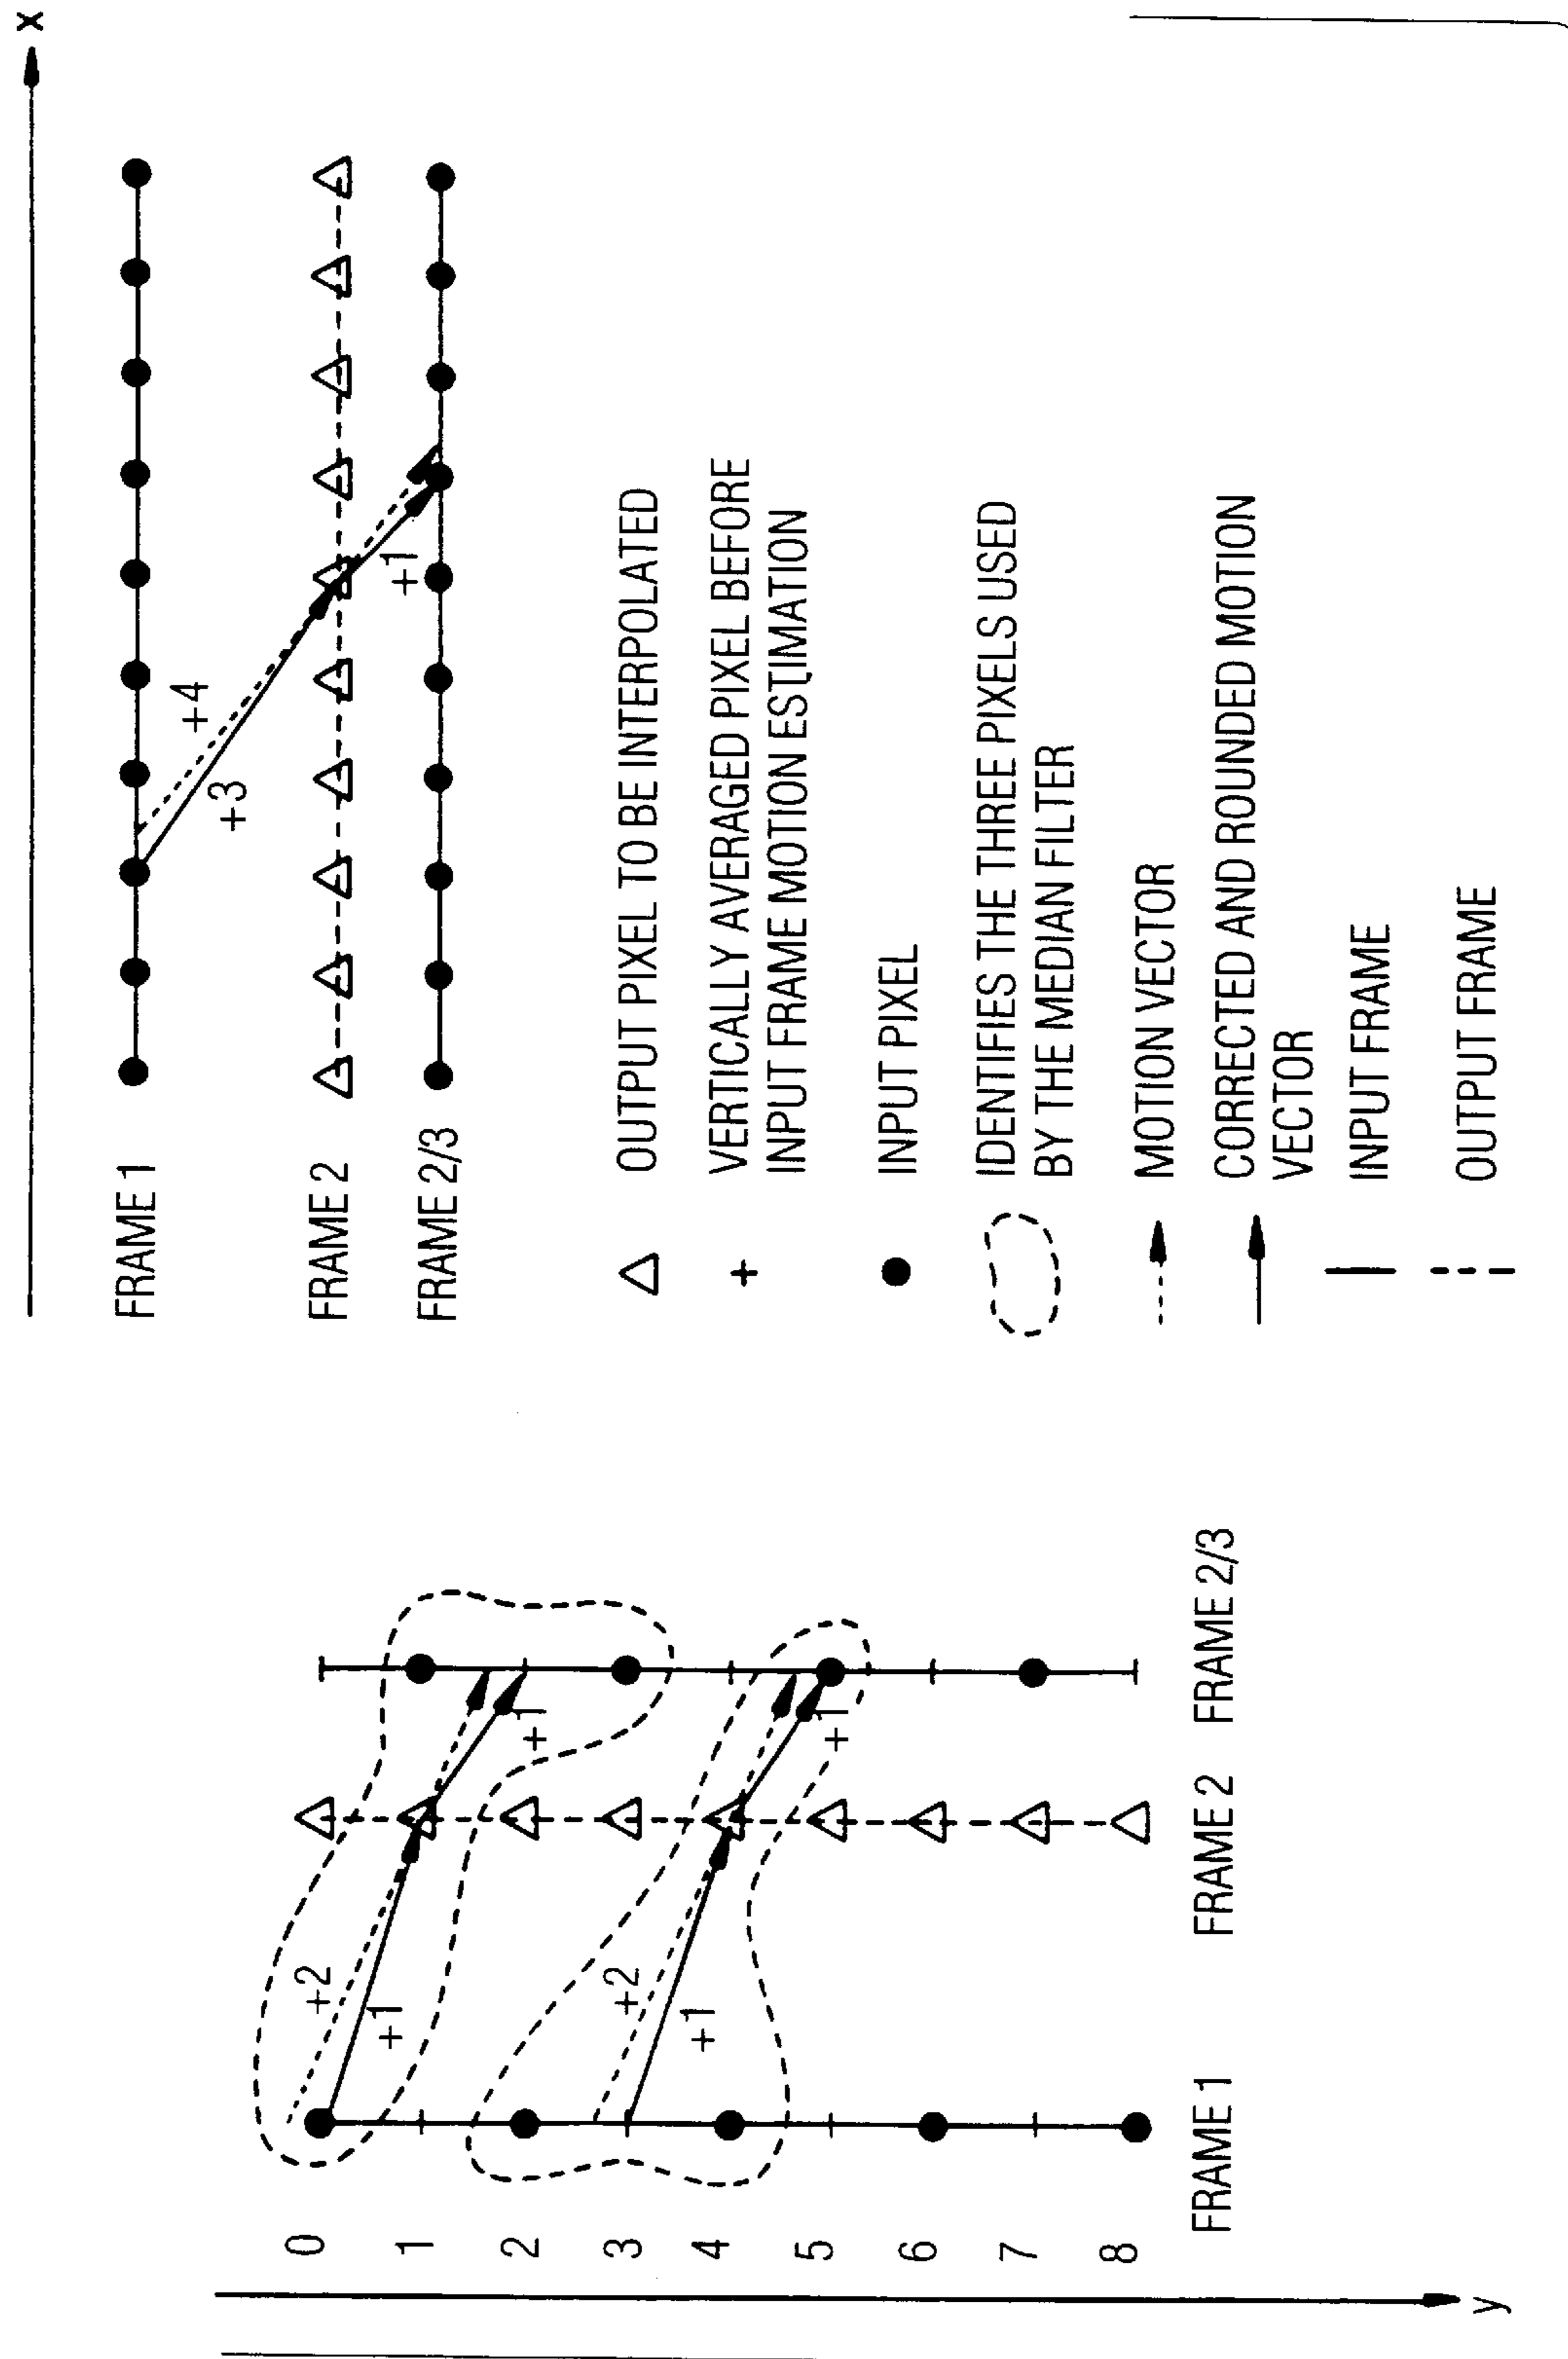 0
1
2
3
4
5
6
7
8
y
+2
+1
+1
+2
+1
+1
FRAME 1
FRAME 2
FRAME 2/3
x
FRAME 1
FRAME 2
FRAME 2/3
+4
+3
+1
OUTPUT PIXEL TO BE INTERPOLATED
VERTICALLY AVERAGED PIXEL BEFORE
INPUT FRAME MOTION ESTIMATION
INPUT PIXEL
IDENTIFIES THE THREE PIXELS USED
BY THE MEDIAN FILTER
MOTION VECTOR
CORRECTED AND ROUNDED MOTION
VECTOR
INPUT FRAME
OUTPUT FRAME